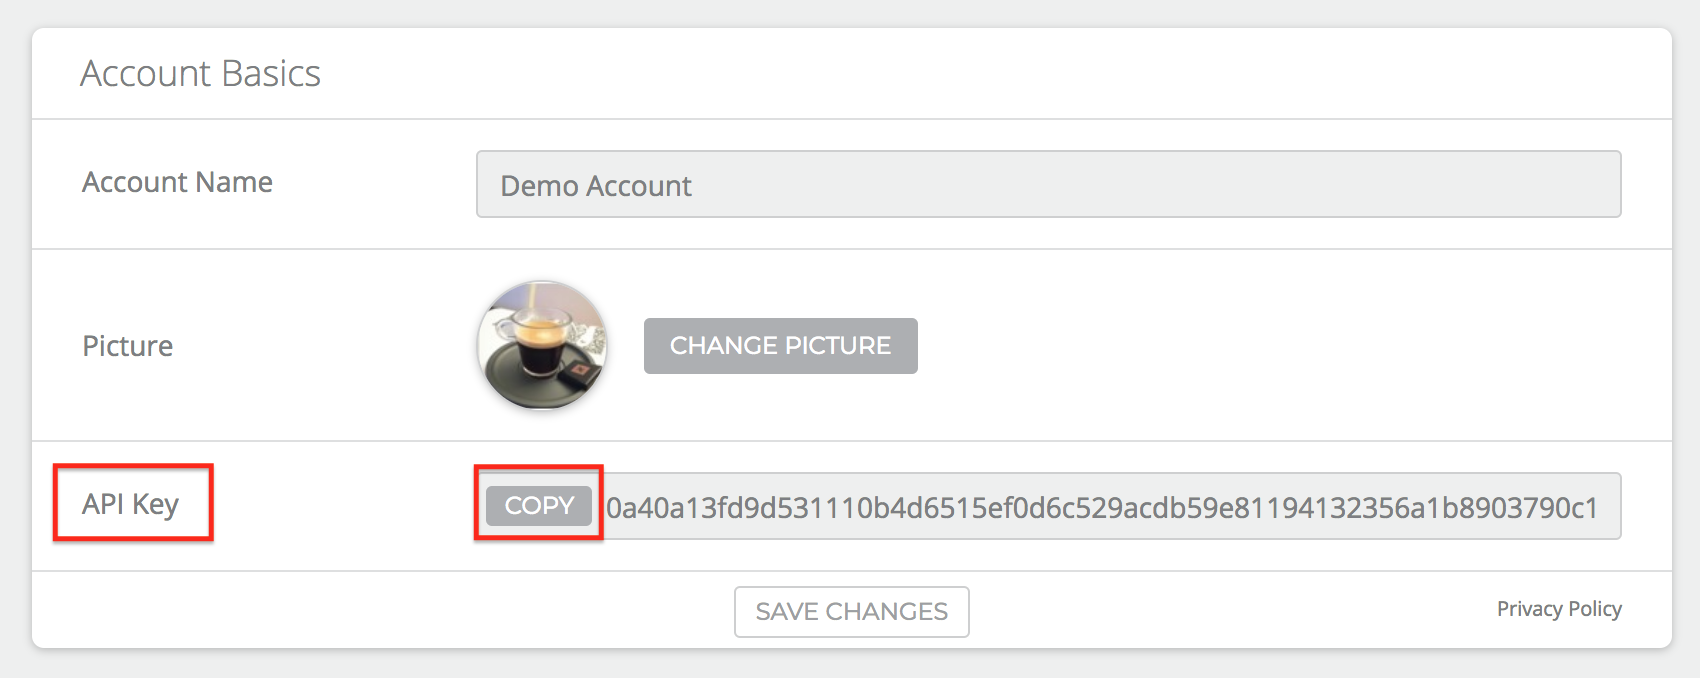 Account Basics
Account Name
Demo Account
Picture
CHANGE PICTURE
API Key
COPY
0a40a13fd9d531110b4d6515ef0d6c529acdb59e81194132356a1b8903790c1
SAVE CHANGES
Privacy Policy